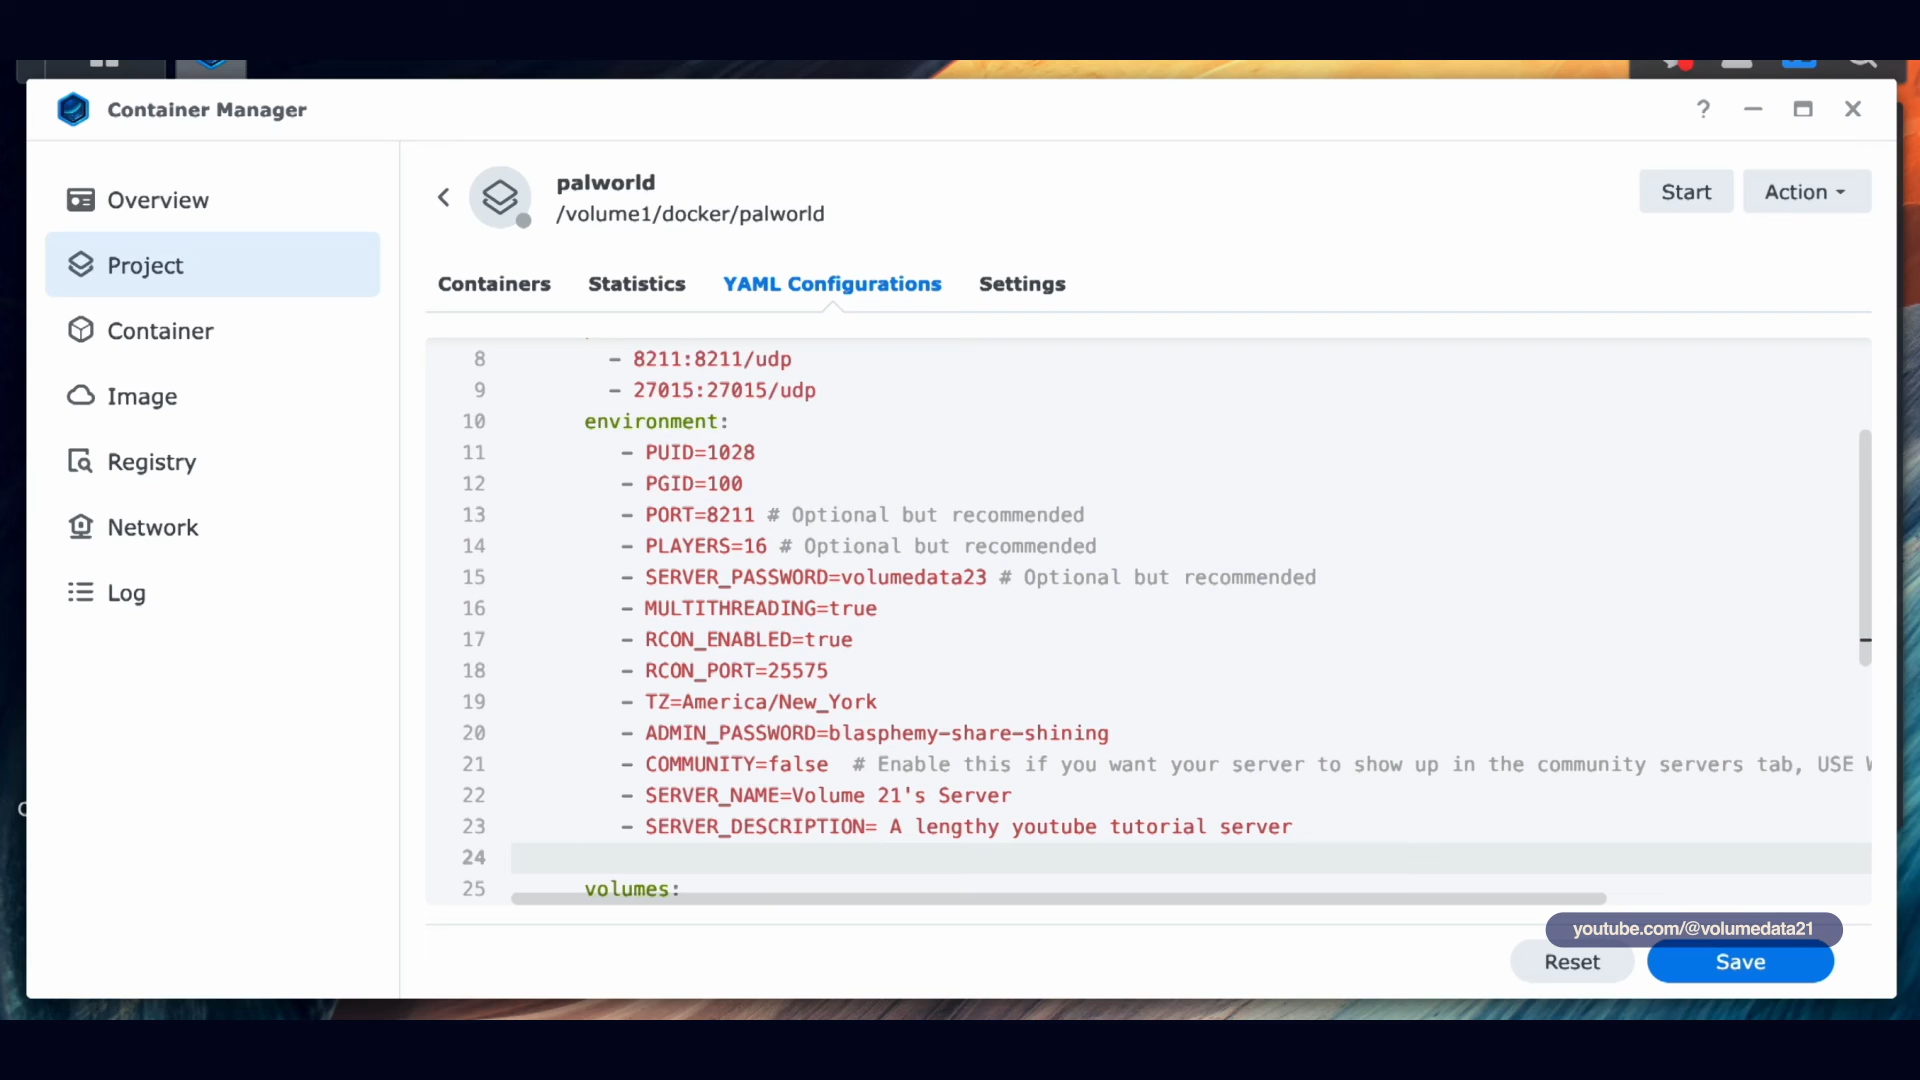 Container Manager
Overview
Project
Container
Image
Registry
Network
Log
palworld
/volume1/docker/palworld
Start
Action
Containers
Statistics
YAML Configurations
Settings
8 - 8211:8211/udp
9 - 27015:27015/udp
10 environment:
11 - PUID=1028
12 - PGID=100
13 - PORT=8211 # Optional but recommended
14 - PLAYERS=16 # Optional but recommended
15 - SERVER_PASSWORD=volumedata23 # Optional but recommended
16 - MULTITHREADING=true
17 - RCON_ENABLED=true
18 - RCON_PORT=25575
19 - TZ=America/New_York
20 - ADMIN_PASSWORD=blasphemy-share-shining
21 - COMMUNITY=false # Enable this if you want your server to show up in the community servers tab, USE
22 - SERVER_NAME=Volume 21's Server
23 - SERVER_DESCRIPTION= A lengthy youtube tutorial server
24
25 volumes:
youtube.com/@volumedata21
Reset
Save